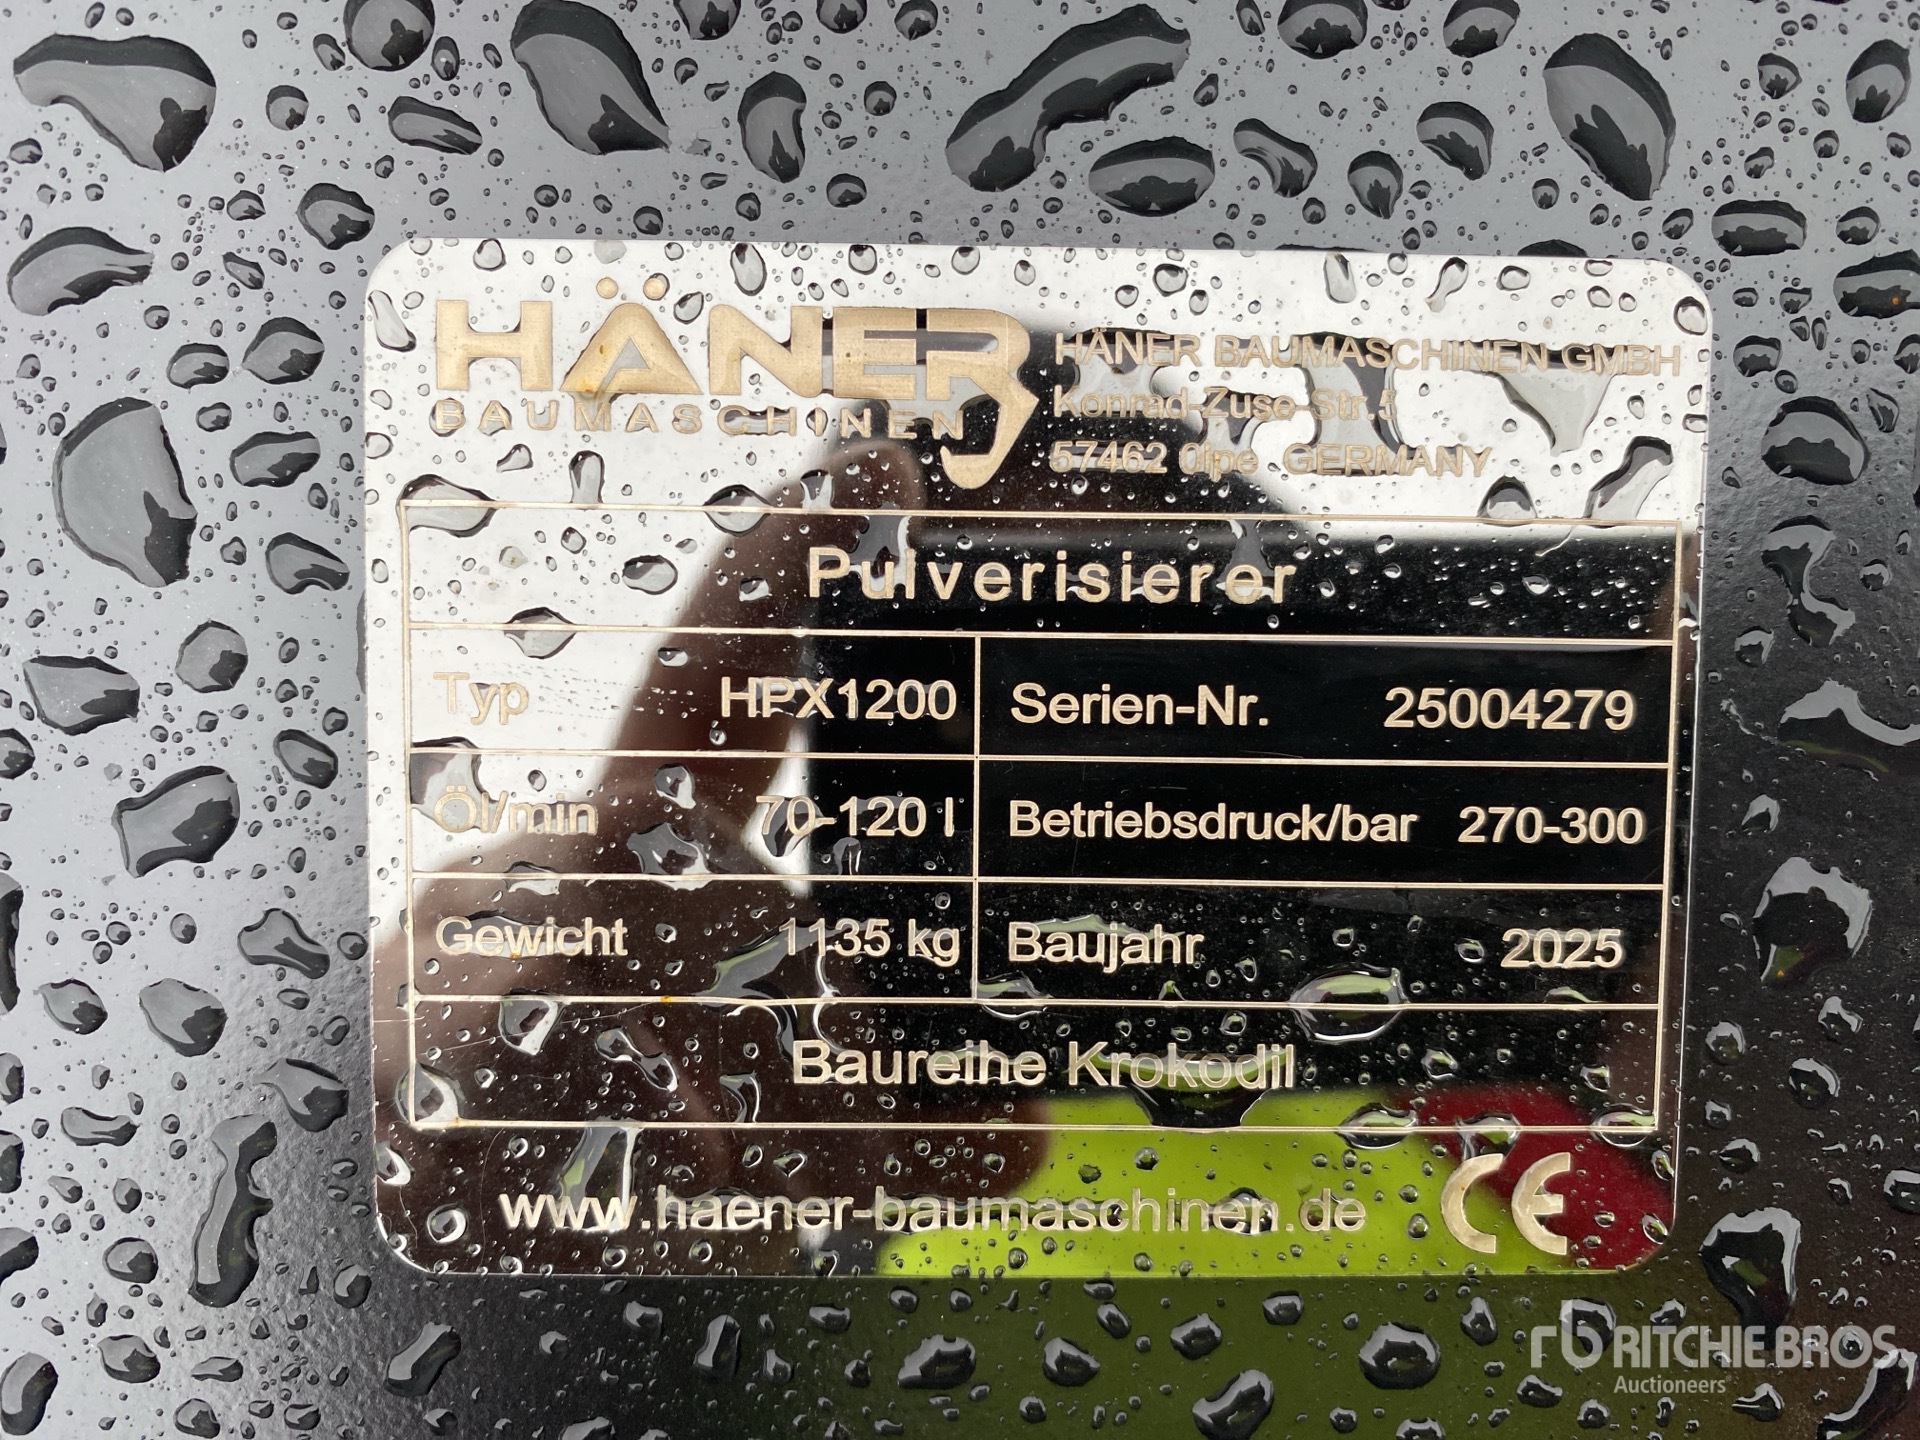 HÄNER
BAUMASCHINEN
HÄNER BAUMASCHINEN GMBH
Konrad-Zuse-Str.5
57462 Olpe GERMANY
Pulverisierer
Typ HPX1200 Serien-Nr. 25004279
Öl/min 70-120 l Betriebsdruck/bar 270-300
Gewicht 1135 kg Baujahr 2025
Baureihe Krokodil
www.haener-baumaschinen.de CE
rb RITCHIE BROS.
Auctioneers